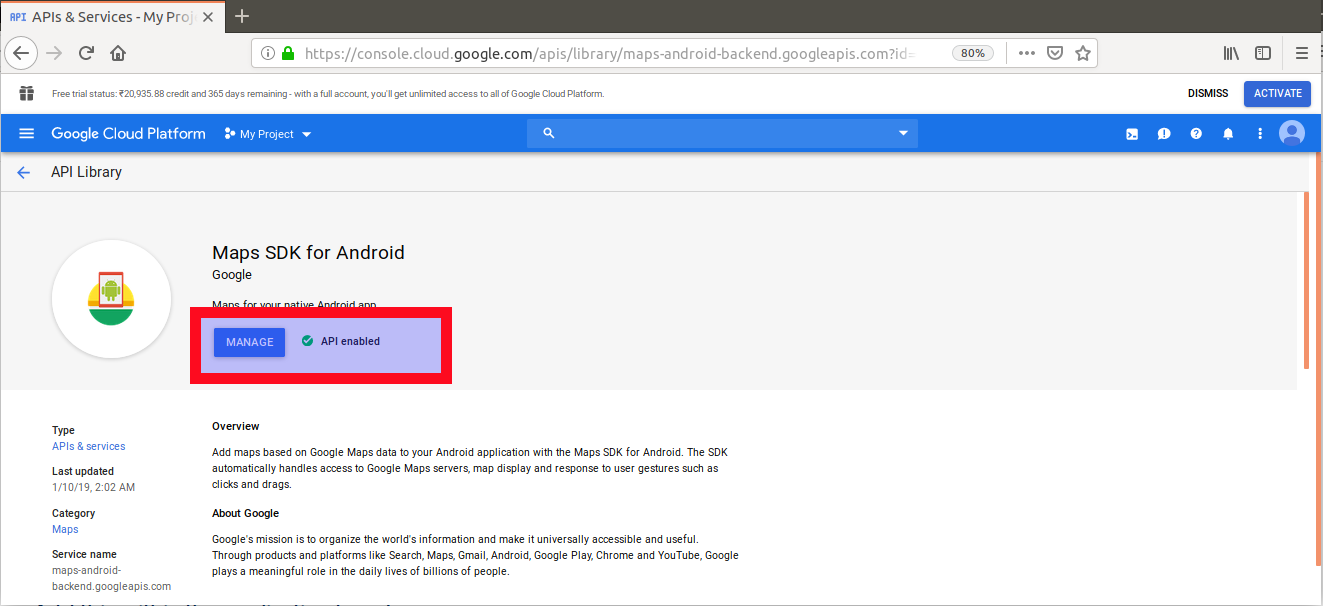 API APIs & Services - My Proj
https://console.cloud.google.com/apis/library/maps-android-backend.googleapis.com?id=
80%
Free trial status: ₹20,935.88 credit and 365 days remaining - with a full account, you'll get unlimited access to all of Google Cloud Platform.
DISMISS
ACTIVATE
Google Cloud Platform
My Project
API Library
Maps SDK for Android
Google
Maps for your native Android app
MANAGE
API enabled
Type
APIs & services
Last updated
1/10/19, 2:02 AM
Category
Maps
Service name
maps-android-
backend.googleapis.com
Overview
Add maps based on Google Maps data to your Android application with the Maps SDK for Android. The SDK
automatically handles access to Google Maps servers, map display and response to user gestures such as
clicks and drags.
About Google
Google's mission is to organize the world's information and make it universally accessible and useful.
Through products and platforms like Search, Maps, Gmail, Android, Google Play, Chrome and YouTube, Google
plays a meaningful role in the daily lives of billions of people.